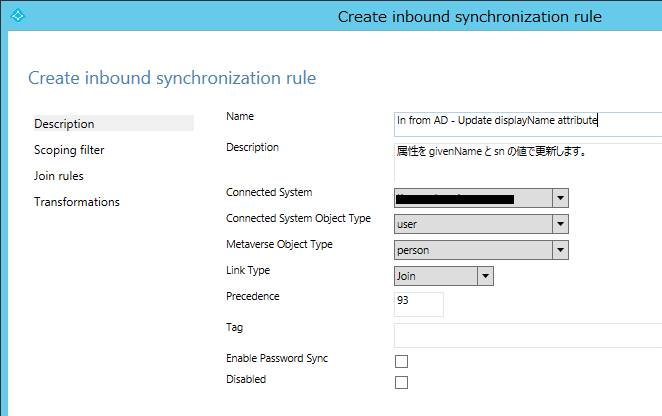 Create inbound synchronization rule
Create inbound synchronization rule
Description
Scoping filter
Join rules
Transformations
Name
In from AD - Update displayName attribute
Description
属性を givenName と sn の値で更新します。
Connected System
Connected System Object Type
user
Metaverse Object Type
person
Link Type
Join
Precedence
93
Tag
Enable Password Sync
Disabled